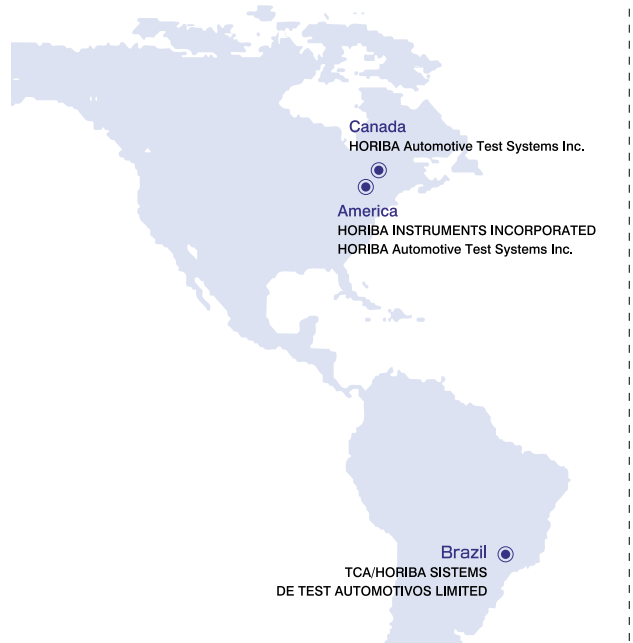 Canada
HORIBA Automotive Test Systems Inc.
America
HORIBA INSTRUMENTS INCORPORATED
HORIBA Automotive Test Systems Inc.
Brazil
TCA/HORIBA SISTEMS
DE TEST AUTOMOTIVOS LIMITED